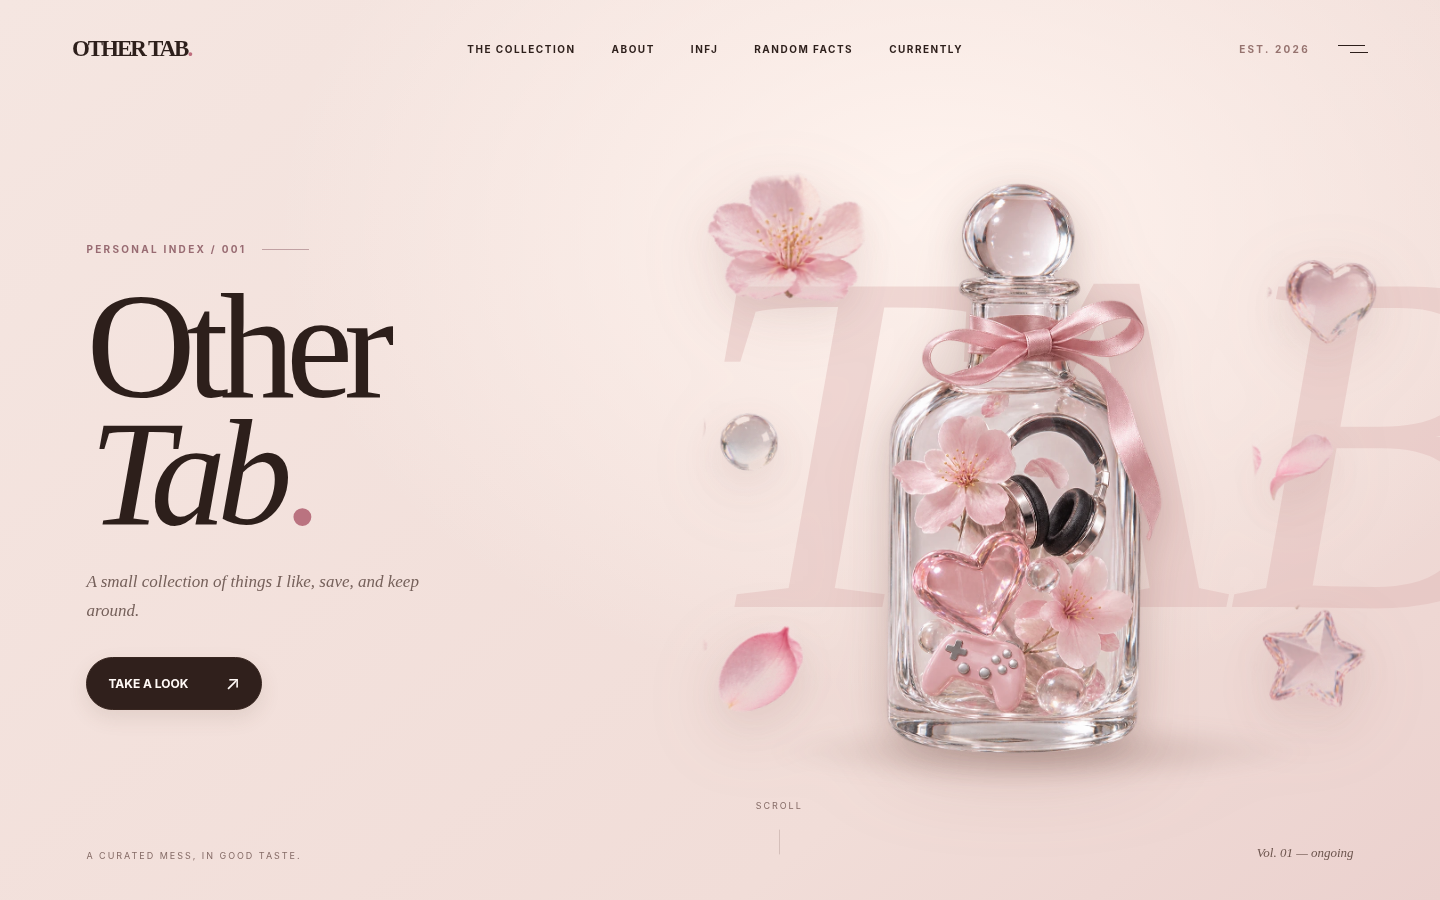 OTHER TAB.
THE COLLECTION
ABOUT
INFJ
RANDOM FACTS
CURRENTLY
EST. 2026
PERSONAL INDEX / 001
Other
Tab.
TAB
A small collection of things I like, save, and keep
around.
TAKE A LOOK
SCROLL
A CURATED MESS, IN GOOD TASTE.
Vol. 01 — ongoing